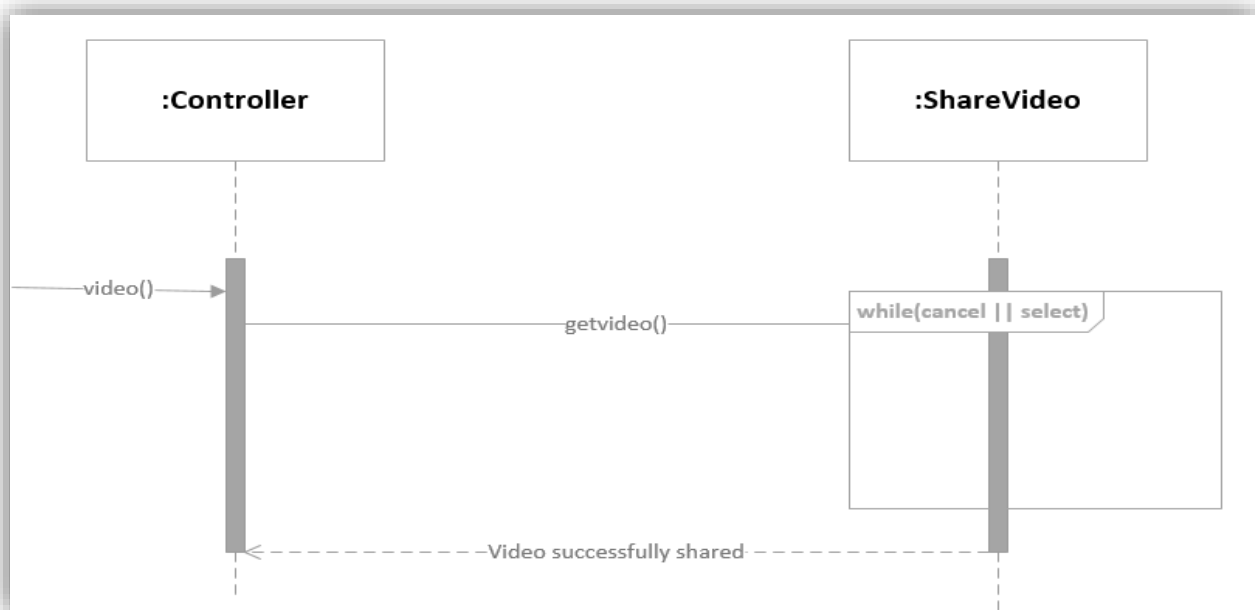 :Controller
:ShareVideo
video()
while(cancel || select)
getvideo()
Video successfully shared